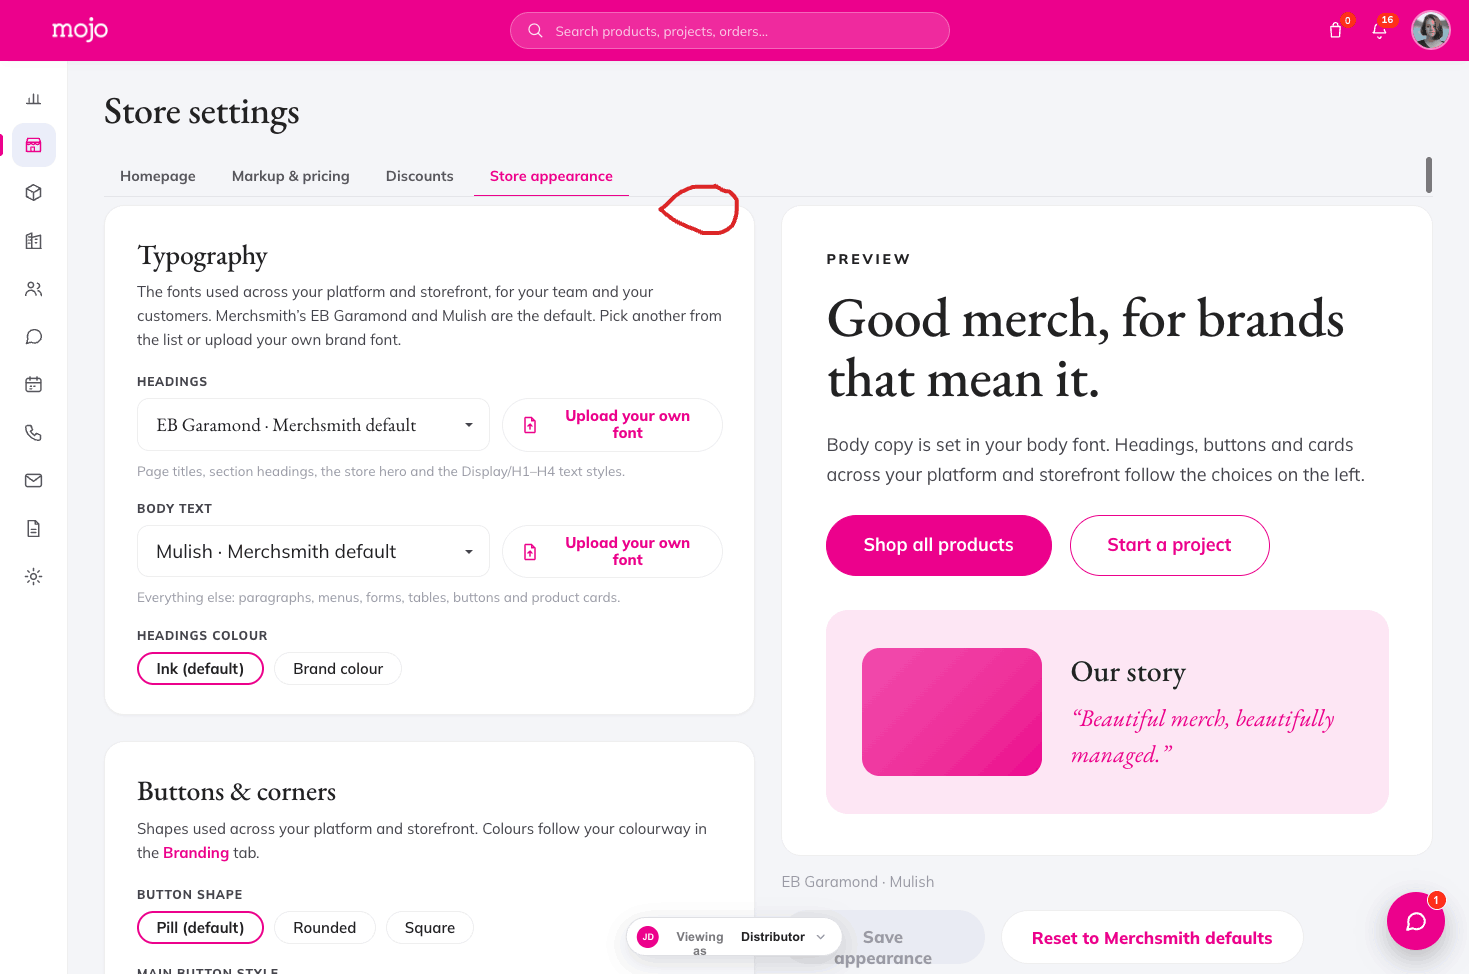 mojo
Search products, projects, orders...
0
16
Store settings
Homepage
Markup & pricing
Discounts
Store appearance
Typography
The fonts used across your platform and storefront, for your team and your
customers. Merchsmith’s EB Garamond and Mulish are the default. Pick another from
the list or upload your own brand font.
HEADINGS
EB Garamond · Merchsmith default
Upload your own
font
Page titles, section headings, the store hero and the Display/H1–H4 text styles.
BODY TEXT
Mulish · Merchsmith default
Upload your own
font
Everything else: paragraphs, menus, forms, tables, buttons and product cards.
HEADINGS COLOUR
Ink (default)
Brand colour
Buttons & corners
Shapes used across your platform and storefront. Colours follow your colourway in
the Branding tab.
BUTTON SHAPE
Pill (default)
Rounded
Square
MAIN BUTTON STYLE
PREVIEW
Good merch, for brands
that mean it.
Body copy is set in your body font. Headings, buttons and cards
across your platform and storefront follow the choices on the left.
Shop all products
Start a project
Our story
“Beautiful merch, beautifully
managed.”
EB Garamond · Mulish
Save
appearance
Reset to Merchsmith defaults
JD
Viewing
as
Distributor
1